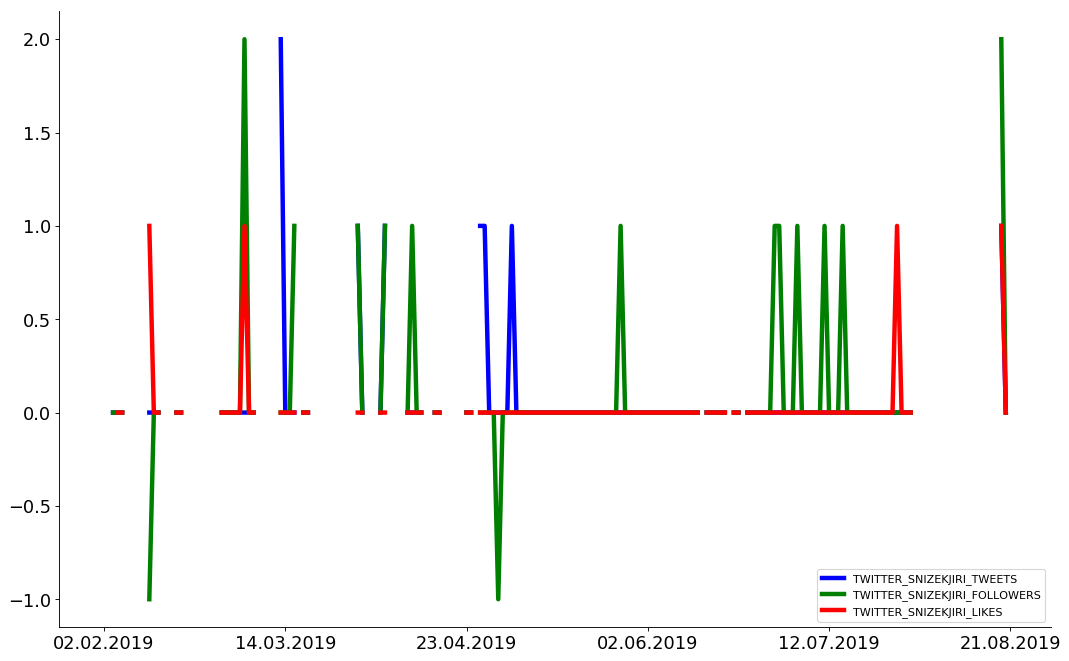 2.0
1.5
1.0
0.5
0.0
−0.5
−1.0
02.02.2019 14.03.2019 23.04.2019 02.06.2019 12.07.2019 21.08.2019
TWITTER_SNIZEKJIRI_TWEETS
TWITTER_SNIZEKJIRI_FOLLOWERS
TWITTER_SNIZEKJIRI_LIKES